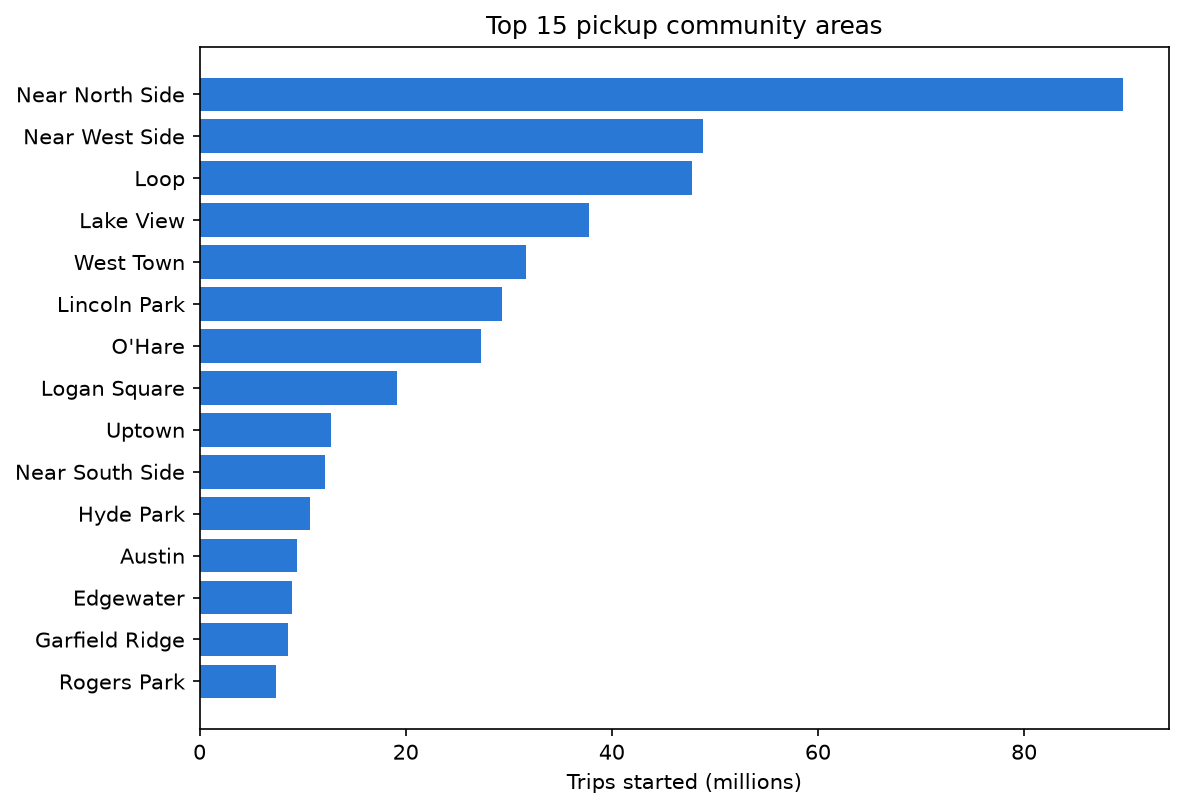 Top 15 pickup community areas
Near North Side
Near West Side
Loop
Lake View
West Town
Lincoln Park
O'Hare
Logan Square
Uptown
Near South Side
Hyde Park
Austin
Edgewater
Garfield Ridge
Rogers Park
0 20 40 60 80
Trips started (millions)